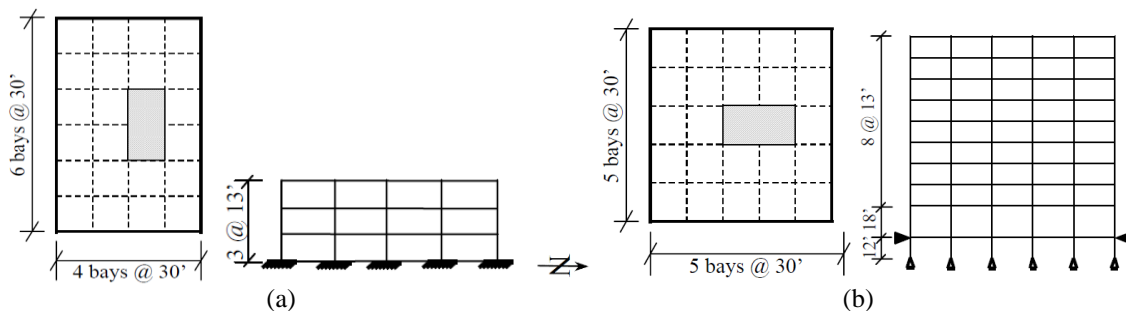 6 bays @ 30’
4 bays @ 30’
3 @ 13’
N
(a)
5 bays @ 30’
5 bays @ 30’
8 @ 13’
18’
12’
(b)